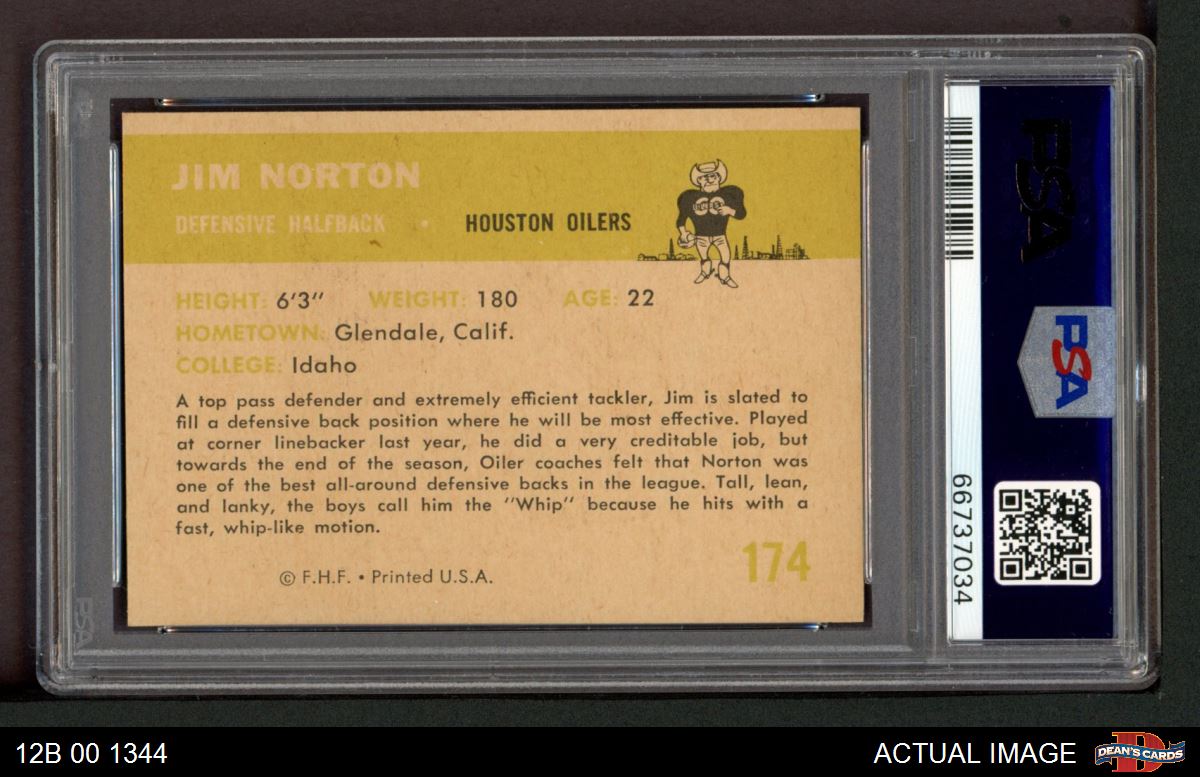 JIM NORTON
DEFENSIVE HALFBACK • HOUSTON OILERS
HEIGHT: 6'3" WEIGHT: 180 AGE: 22
HOMETOWN: Glendale, Calif.
COLLEGE: Idaho
A top pass defender and extremely efficient tackler, Jim is slated to
fill a defensive back position where he will be most effective. Played
at corner linebacker last year, he did a very creditable job, but
towards the end of the season, Oiler coaches felt that Norton was
one of the best all-around defensive backs in the league. Tall, lean,
and lanky, the boys call him the "Whip" because he hits with a
fast, whip-like motion.
174
© F.H.F. • Printed U.S.A.
PSA
PSA
66737034
PSA
12B 00 1344
ACTUAL IMAGE
DEAN'S CARDS